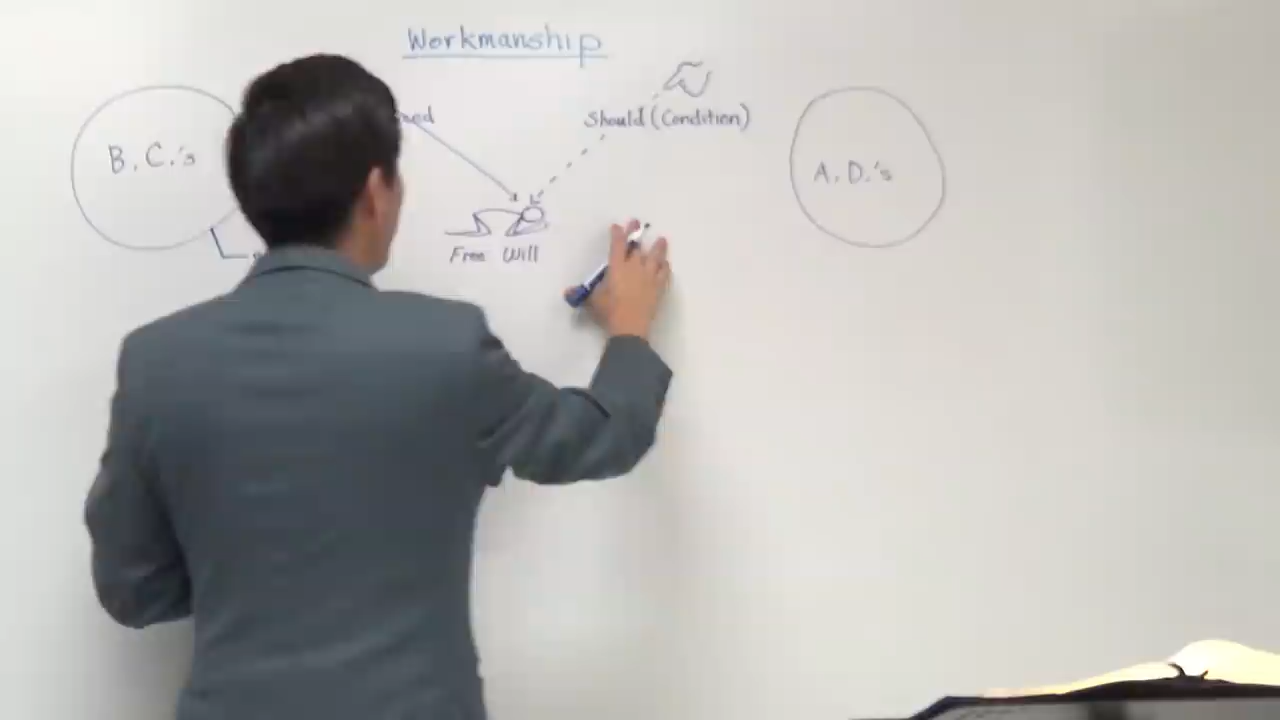 Workmanship
Should (Condition)
B.C.'s
A.D.'s
Free Will